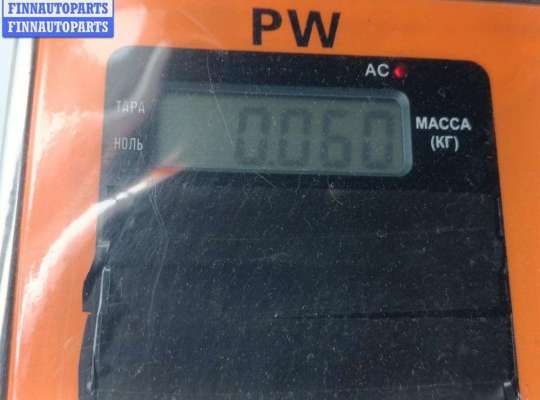 FINNAUTOPARTS
FINNAUTOPARTS
PW
AC
ТАРА
НОЛЬ
0.060
МАССА
(КГ)